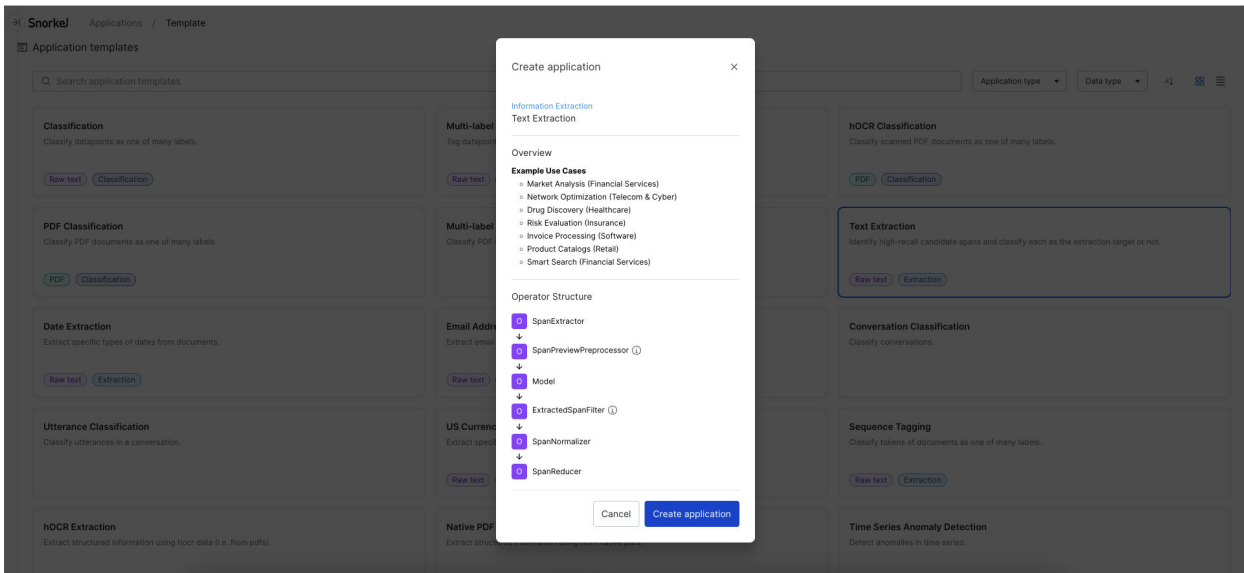 Snorkel Applications / Template
Application templates
Search application templates
Application type Data type
Classification
Classify datapoints as one of many labels.
Raw text Classification
Multi-label
Tag datapoint
Raw text
hOCR Classification
Classify scanned PDF documents as one of many labels.
PDF Classification
PDF Classification
Classify PDF documents as one of many labels.
PDF Classification
Multi-label
Classify PDF
Text Extraction
Identify high-recall candidate spans and classify each as the extraction target or not.
Raw text Extraction
Date Extraction
Extract specific types of dates from documents.
Raw text Extraction
Email Addre
Extract email
Raw text
Conversation Classification
Classify conversations.
Utterance Classification
Classify utterances in a conversation.
US Currenc
Extract speci
Raw text
Sequence Tagging
Classify tokens of documents as one of many labels.
Raw text Extraction
hOCR Extraction
Extract structured information using hocr data (i.e. from pdfs).
Native PDF
Time Series Anomaly Detection
Detect anomalies in time series.
Create application
Information Extraction
Text Extraction
Overview
Example Use Cases
Market Analysis (Financial Services)
Network Optimization (Telecom & Cyber)
Drug Discovery (Healthcare)
Risk Evaluation (Insurance)
Invoice Processing (Software)
Product Catalogs (Retail)
Smart Search (Financial Services)
Operator Structure
O SpanExtractor
O SpanPreviewPreprocessor
O Model
O ExtractedSpanFilter
O SpanNormalizer
O SpanReducer
Cancel Create application